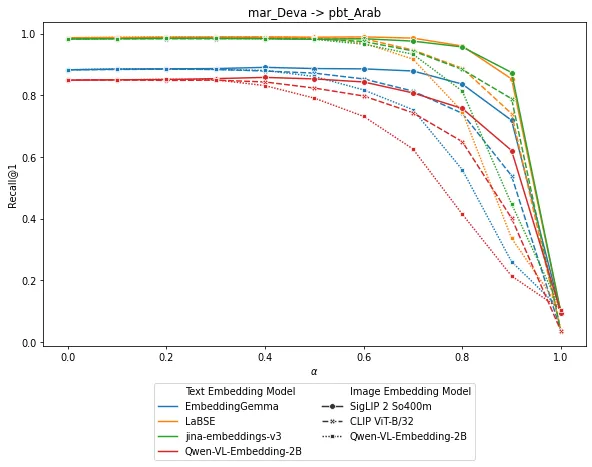 mar_Deva -> pbt_Arab
Recall@1
1.0
0.8
0.6
0.4
0.2
0.0
0.0 0.2 0.4 0.6 0.8 1.0
α
Text Embedding Model Image Embedding Model
EmbeddingGemma SigLIP 2 So400m
LaBSE CLIP ViT-B/32
jina-embeddings-v3 Qwen-VL-Embedding-2B
Qwen-VL-Embedding-2B